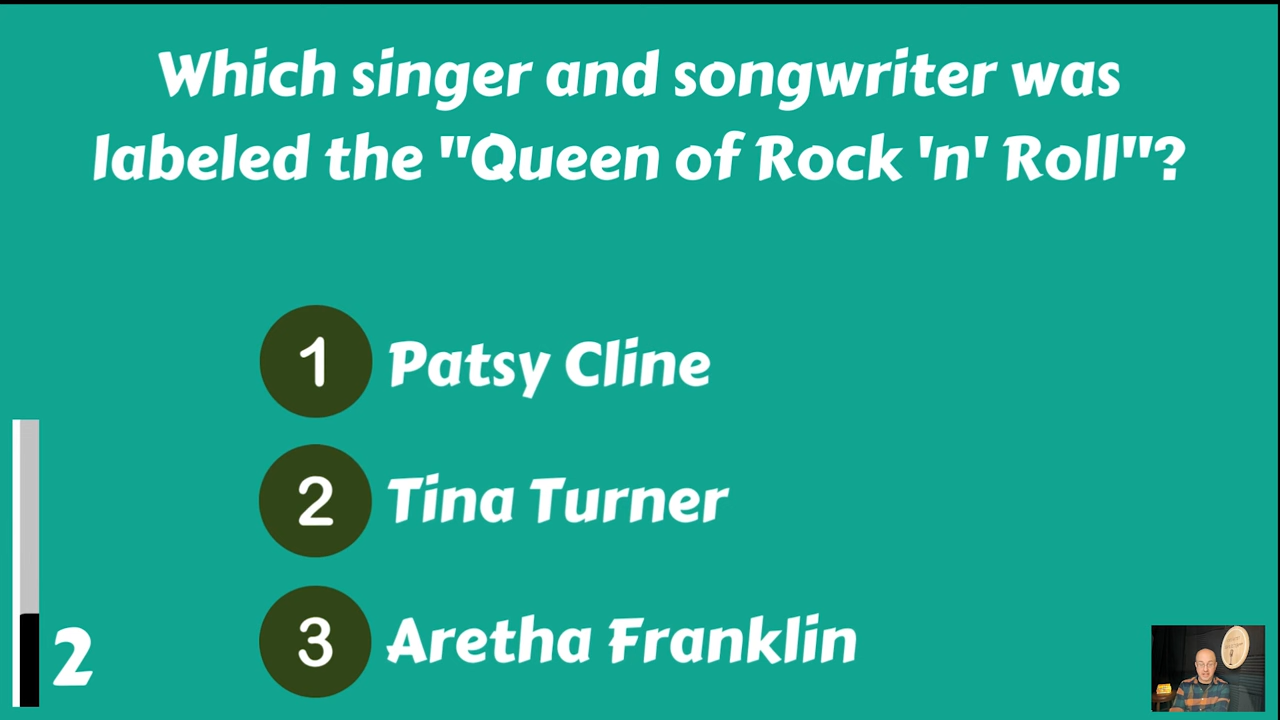 Which singer and songwriter was
labeled the "Queen of Rock 'n' Roll"?
1 Patsy Cline
2 Tina Turner
3 Aretha Franklin
2